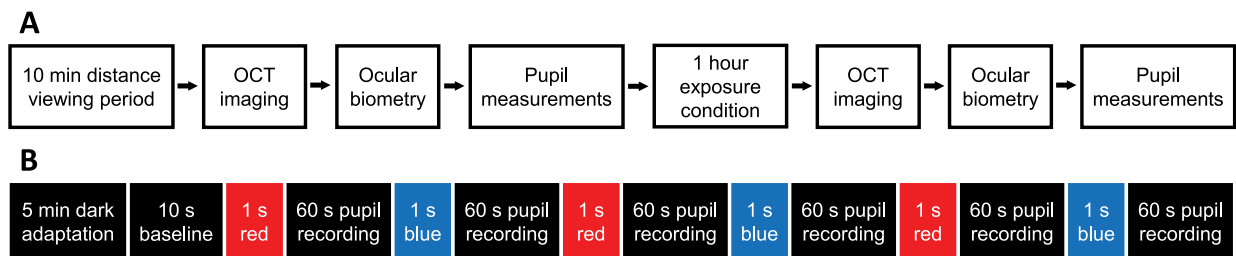 A
10 min distance
viewing period
OCT
imaging
Ocular
biometry
Pupil
measurements
1 hour
exposure
condition
OCT
imaging
Ocular
biometry
Pupil
measurements
B
5 min dark
adaptation
10 s
baseline
1 s
red
60 s pupil
recording
1 s
blue
60 s pupil
recording
1 s
red
60 s pupil
recording
1 s
blue
60 s pupil
recording
1 s
red
60 s pupil
recording
1 s
blue
60 s pupil
recording